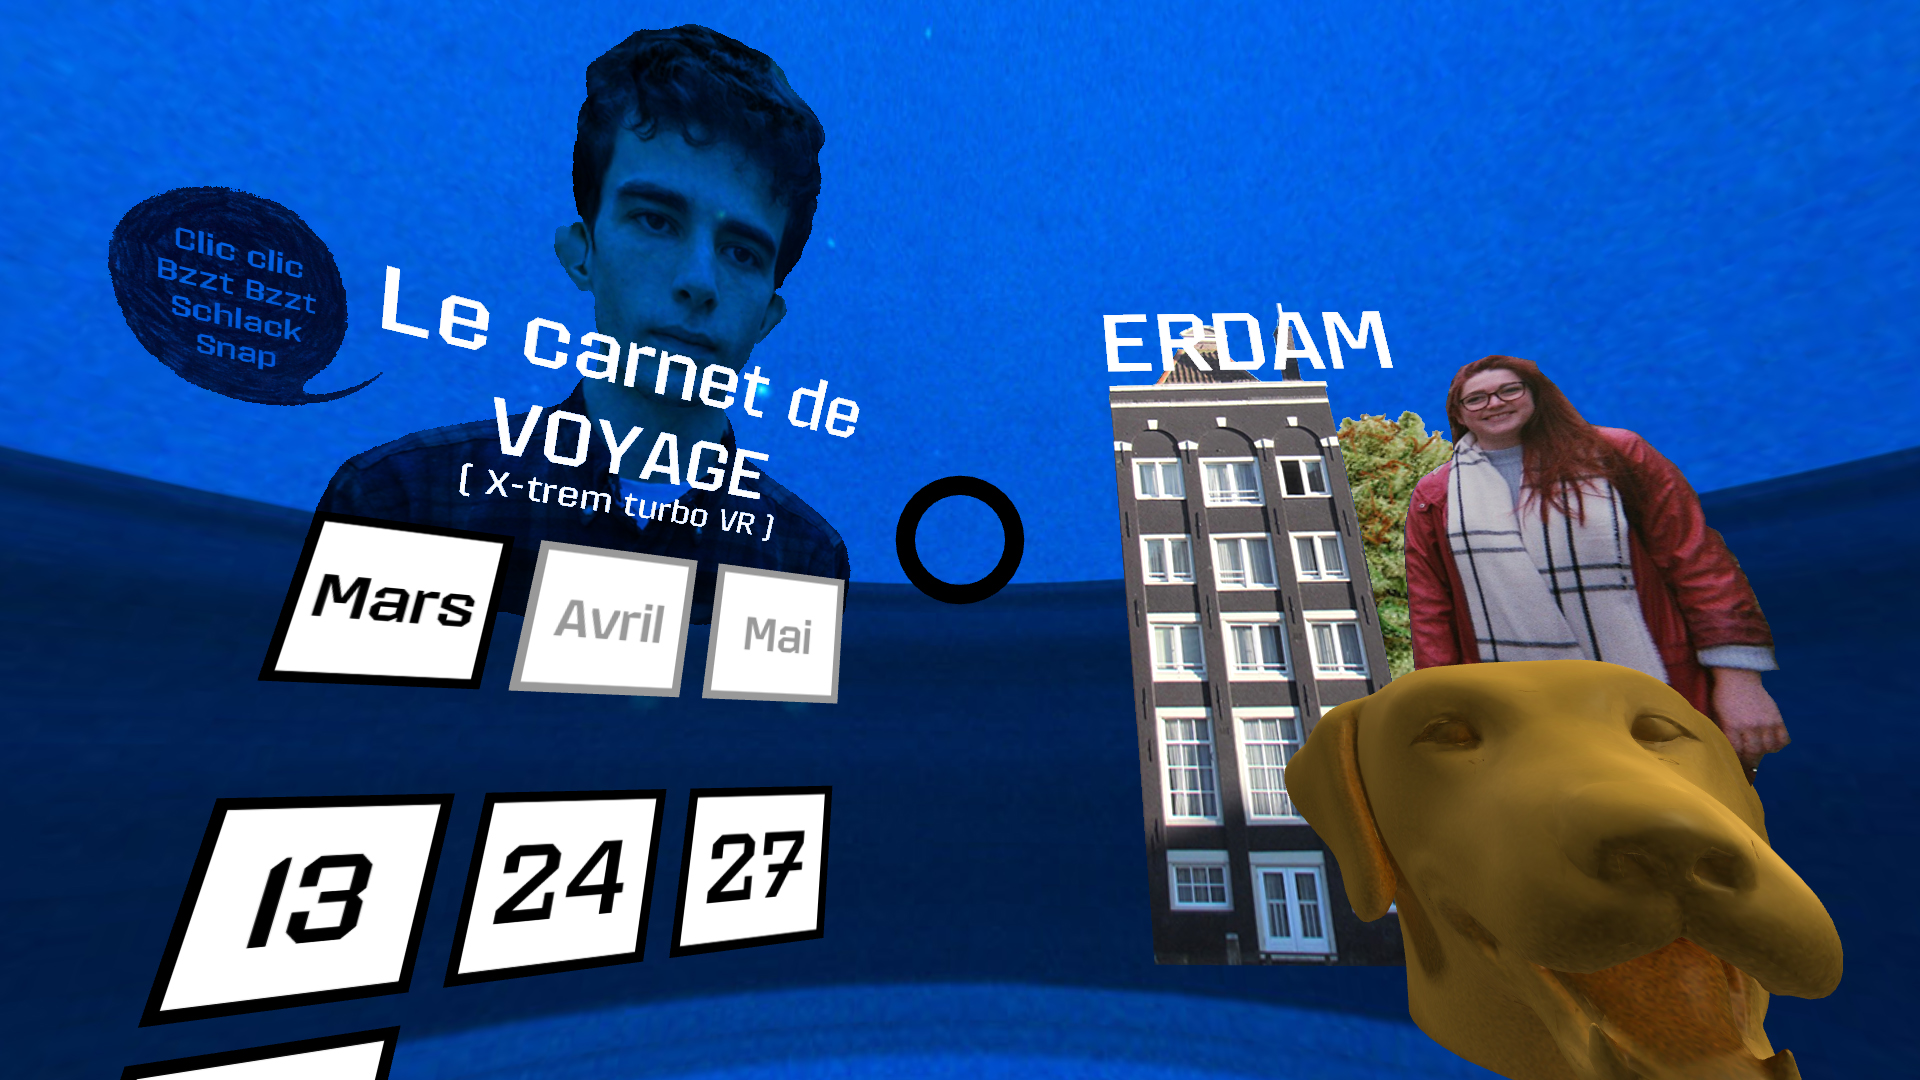 Clic clic
Bzzt Bzzt
Schlack
Snap
Le carnet de
VOYAGE
[ X-trem turbo VR ]
ERDAM
Mars
Avril
Mai
13
24
27